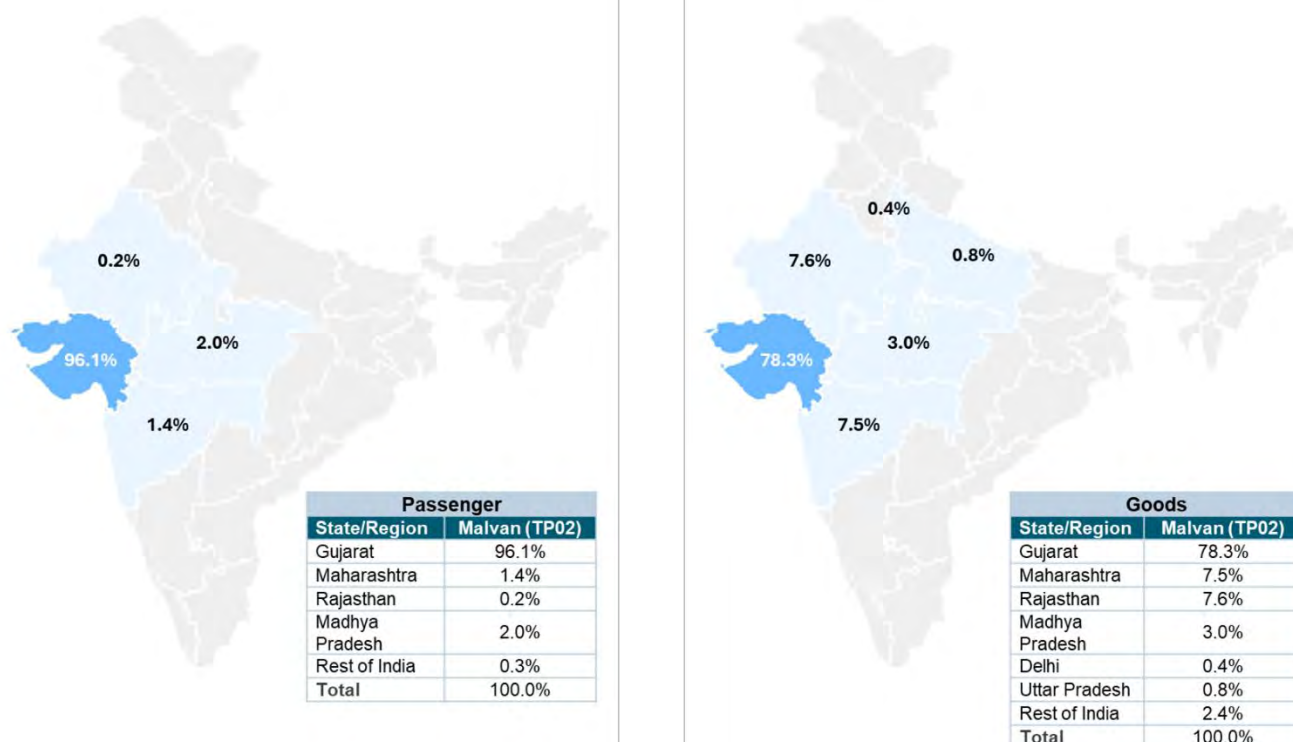 0.2%
2.0%
96.1%
1.4%
Passenger
State/Region Malvan (TP02)
Gujarat 96.1%
Maharashtra 1.4%
Rajasthan 0.2%
Madhya
Pradesh 2.0%
Rest of India 0.3%
Total 100.0%
0.4%
7.6%
0.8%
3.0%
78.3%
7.5%
Goods
State/Region Malvan (TP02)
Gujarat 78.3%
Maharashtra 7.5%
Rajasthan 7.6%
Madhya
Pradesh 3.0%
Delhi 0.4%
Uttar Pradesh 0.8%
Rest of India 2.4%
Total 100.0%